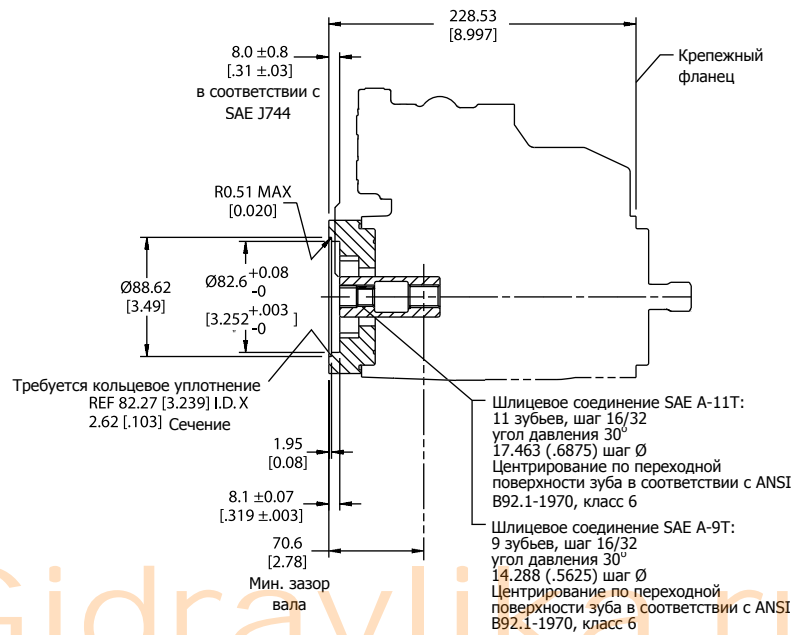 228.53
[8.997]
8.0 ±0.8
[.31 ±.03]
в соответствии с
SAE J744
Крепежный
фланец
R0.51 MAX
[0.020]
Ø88.62
[3.49]
Ø82.6 +0.08
-0
[3.252 +.003 ]
-0
Требуется кольцевое уплотнение
REF 82.27 [3.239] I.D. X
2.62 [.103] Сечение
1.95
[0.08]
8.1 ±0.07
[.319 ±.003]
70.6
[2.78]
Мин. зазор
вала
Шлицевое соединение SAE A-11T:
11 зубьев, шаг 16/32
угол давления 30°
17.463 (.6875) шаг Ø
Центрирование по переходной
поверхности зуба в соответствии с ANSI
B92.1-1970, класс 6
Шлицевое соединение SAE A-9T:
9 зубьев, шаг 16/32
угол давления 30°
14.288 (.5625) шаг Ø
Центрирование по переходной
поверхности зуба в соответствии с ANSI
B92.1-1970, класс 6
Gidravlika.ru